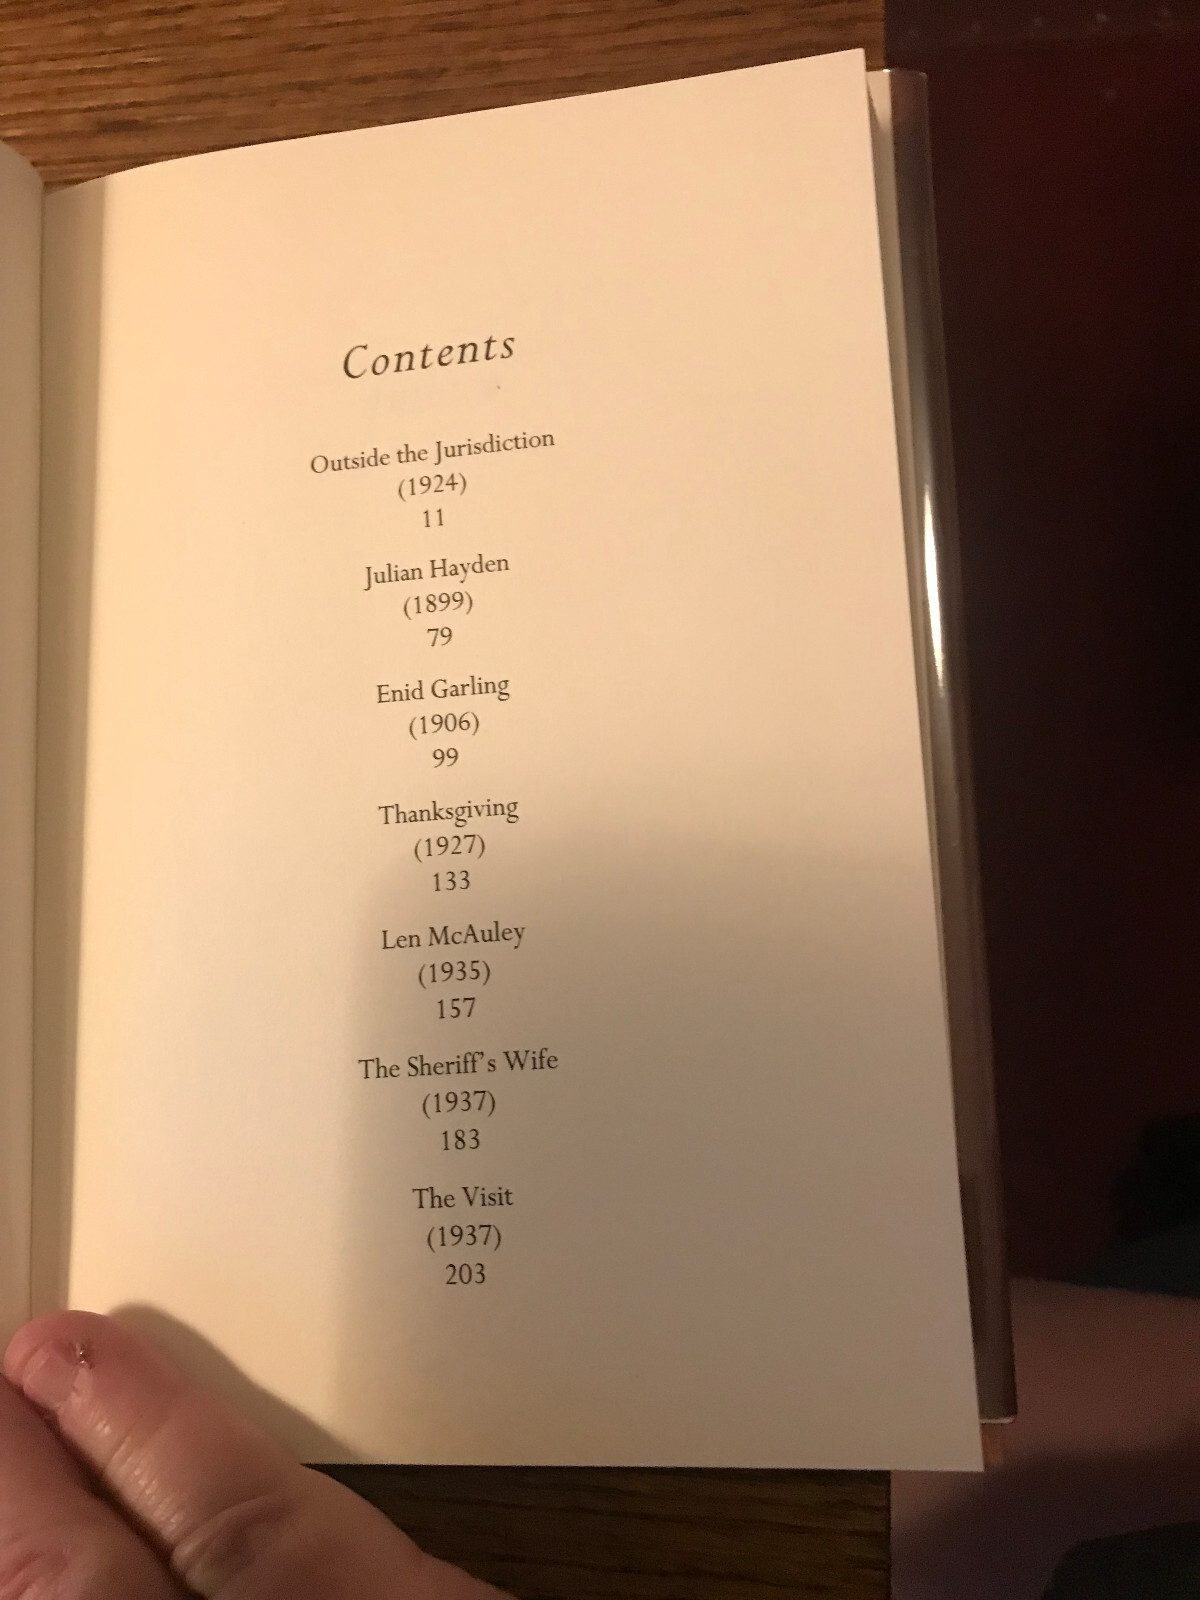 Contents
Outside the Jurisdiction
(1924)
11
Julian Hayden
(1899)
79
Enid Garling
(1906)
99
Thanksgiving
(1927)
133
Len McAuley
(1935)
157
The Sheriff's Wife
(1937)
183
The Visit
(1937)
203